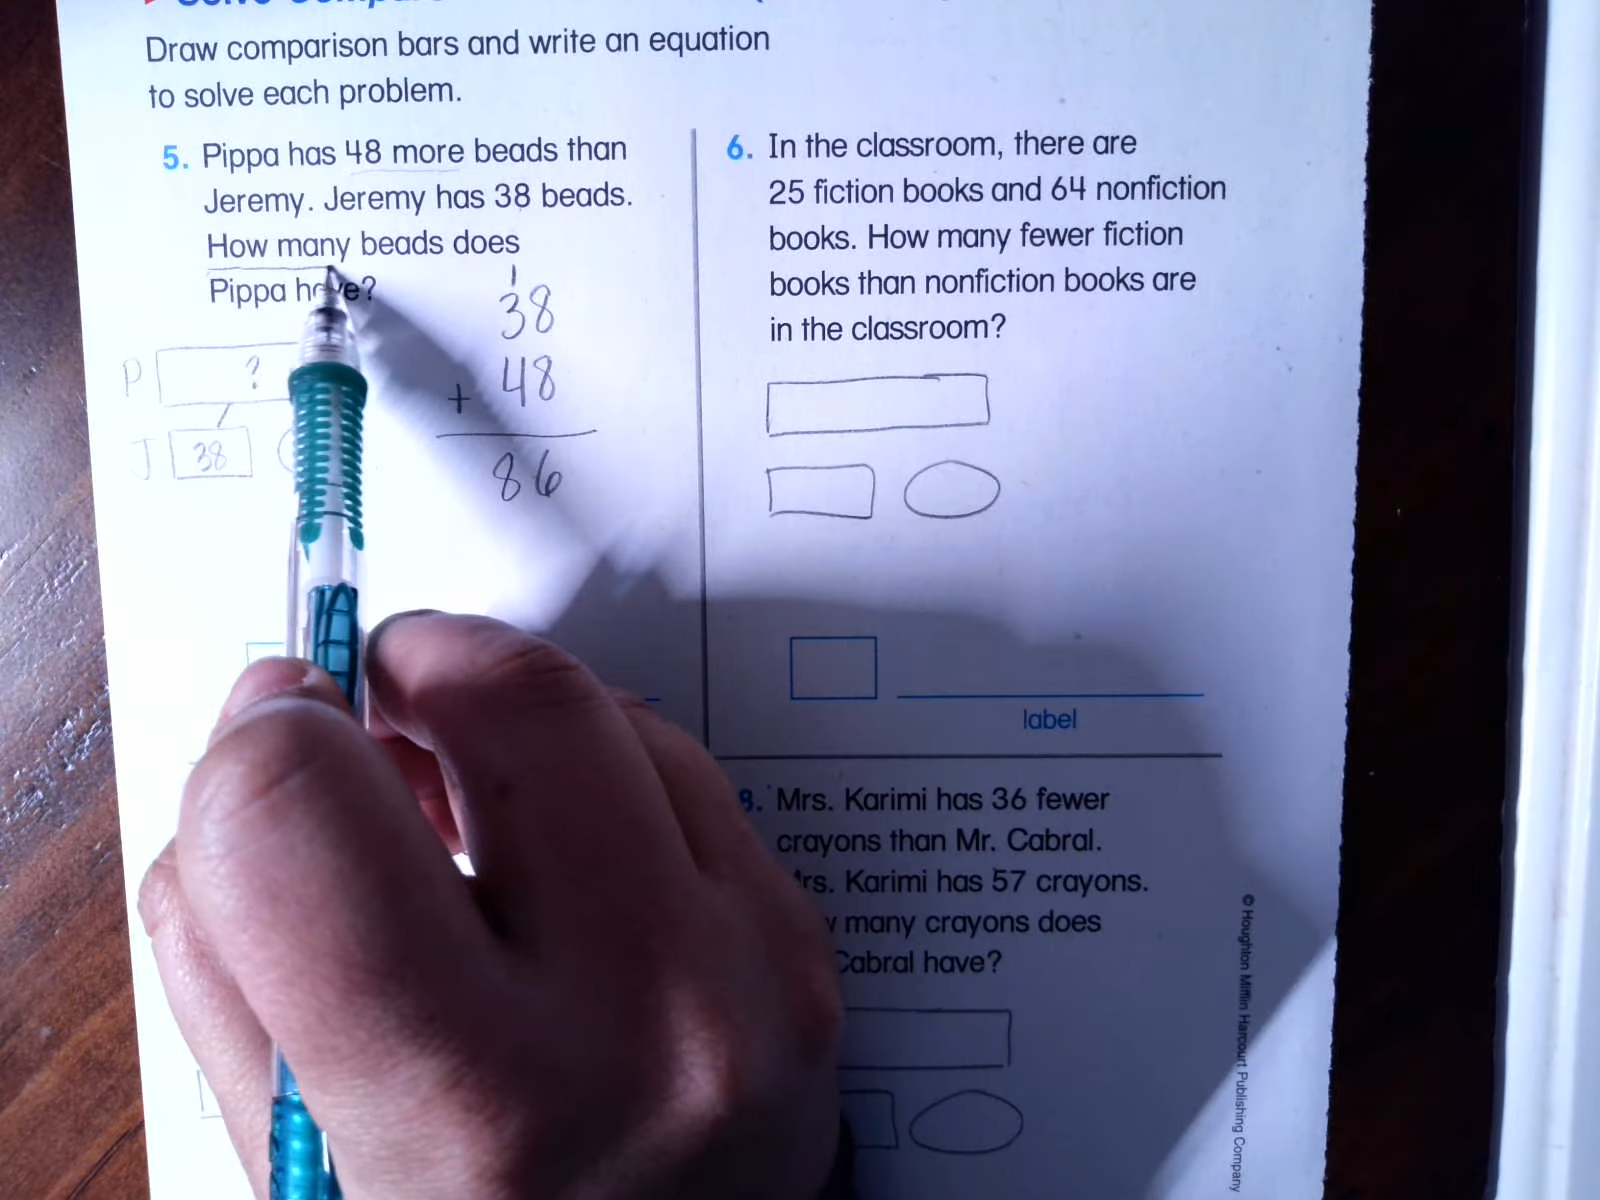 Draw comparison bars and write an equation
to solve each problem.
5. Pippa has 48 more beads than
Jeremy. Jeremy has 38 beads.
How many beads does
Pippa have?
1
38
+ 48
86
P ?
J 38
6. In the classroom, there are
25 fiction books and 64 nonfiction
books. How many fewer fiction
books than nonfiction books are
in the classroom?
label
8. Mrs. Karimi has 36 fewer
crayons than Mr. Cabral.
Mrs. Karimi has 57 crayons.
many crayons does
Cabral have?
© Houghton Mifflin Harcourt Publishing Company